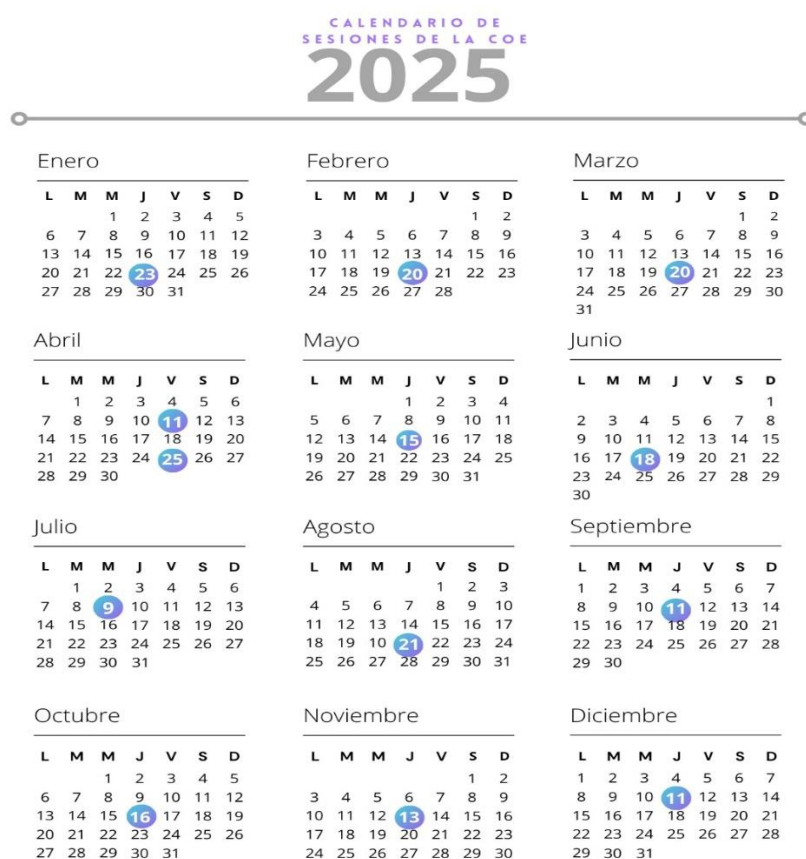 CALENDARIO DE
SESIONES DE LA COE
2025
Enero
L M M J V S D
1 2 3 4 5
6 7 8 9 10 11 12
13 14 15 16 17 18 19
20 21 22 23 24 25 26
27 28 29 30 31
Febrero
L M M J V S D
1 2
3 4 5 6 7 8 9
10 11 12 13 14 15 16
17 18 19 20 21 22 23
24 25 26 27 28
Marzo
L M M J V S D
1 2
3 4 5 6 7 8 9
10 11 12 13 14 15 16
17 18 19 20 21 22 23
24 25 26 27 28 29 30
31
Abril
L M M J V S D
1 2 3 4 5 6
7 8 9 10 11 12 13
14 15 16 17 18 19 20
21 22 23 24 25 26 27
28 29 30
Mayo
L M M J V S D
1 2 3 4
5 6 7 8 9 10 11
12 13 14 15 16 17 18
19 20 21 22 23 24 25
26 27 28 29 30 31
Junio
L M M J V S D
1
2 3 4 5 6 7 8
9 10 11 12 13 14 15
16 17 18 19 20 21 22
23 24 25 26 27 28 29
30
Julio
L M M J V S D
1 2 3 4 5 6
7 8 9 10 11 12 13
14 15 16 17 18 19 20
21 22 23 24 25 26 27
28 29 30 31
Agosto
L M M J V S D
1 2 3
4 5 6 7 8 9 10
11 12 13 14 15 16 17
18 19 10 21 22 23 24
25 26 27 28 29 30 31
Septiembre
L M M J V S D
1 2 3 4 5 6 7
8 9 10 11 12 13 14
15 16 17 18 19 20 21
22 23 24 25 26 27 28
29 30
Octubre
L M M J V S D
1 2 3 4 5
6 7 8 9 10 11 12
13 14 15 16 17 18 19
20 21 22 23 24 25 26
27 28 29 30 31
Noviembre
L M M J V S D
1 2
3 4 5 6 7 8 9
10 11 12 13 14 15 16
17 18 19 20 21 22 23
24 25 26 27 28 29 30
Diciembre
L M M J V S D
1 2 3 4 5 6 7
8 9 10 11 12 13 14
15 16 17 18 19 20 21
22 23 24 25 26 27 28
29 30 31